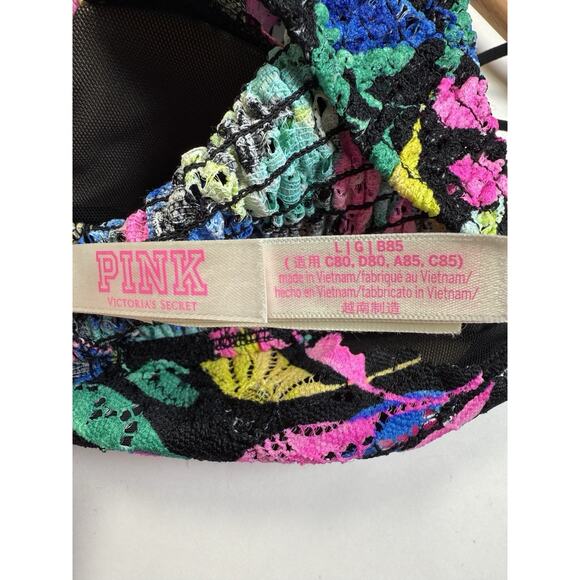 PINK
VICTORIA'S SECRET
L | G | B85
(适用 C80, D80, A85, C85)
made in Vietnam/fabriqué au Vietnam/
hecho en Vietnam/fabbricato in Vietnam/
越南制造